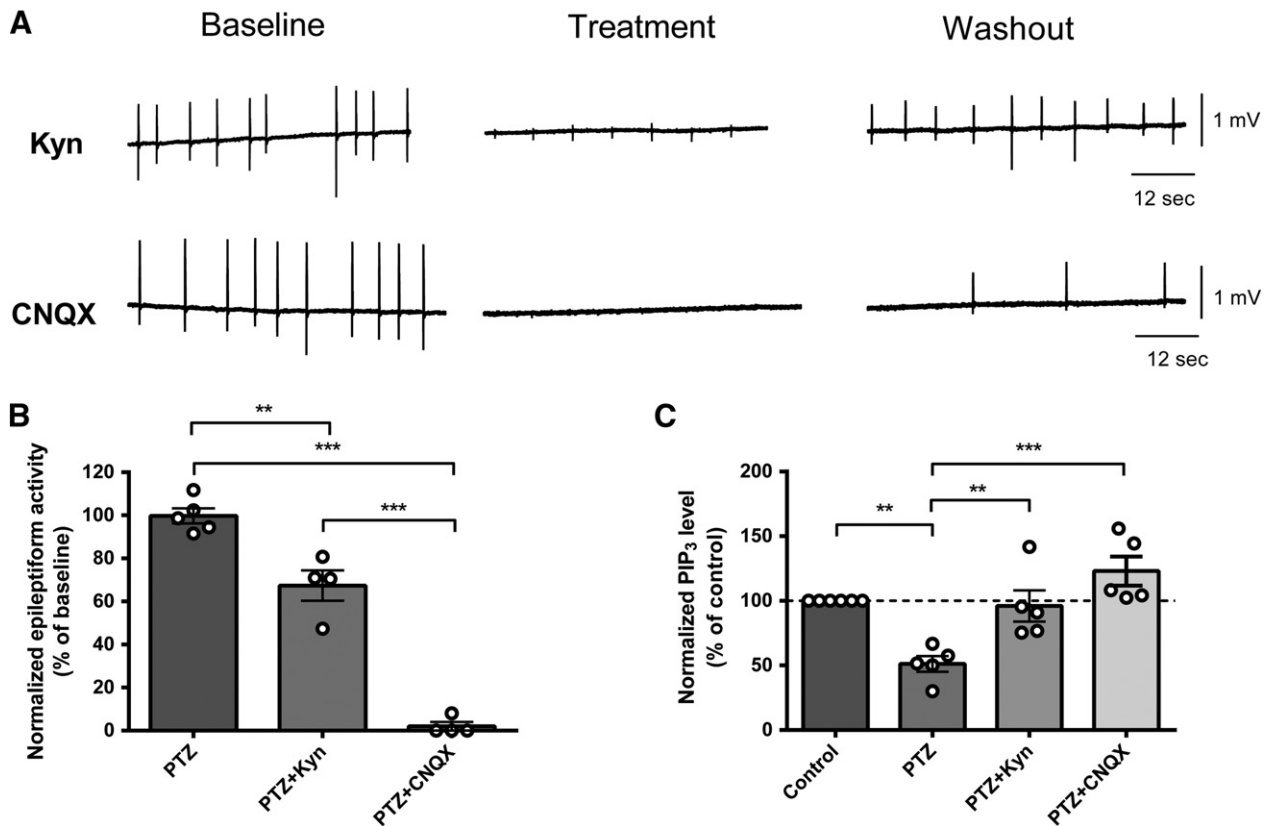 A
Baseline
Treatment
Washout
Kyn
1 mV
12 sec
CNQX
1 mV
12 sec
B
**
***
***
Normalized epileptiform activity
(% of baseline)
120
100
80
60
40
20
0
PTZ
PTZ+Kyn
PTZ+CNQX
C
***
**
**
Normalized PIP₃ level
(% of control)
200
150
100
50
0
Control
PTZ
PTZ+Kyn
PTZ+CNQX